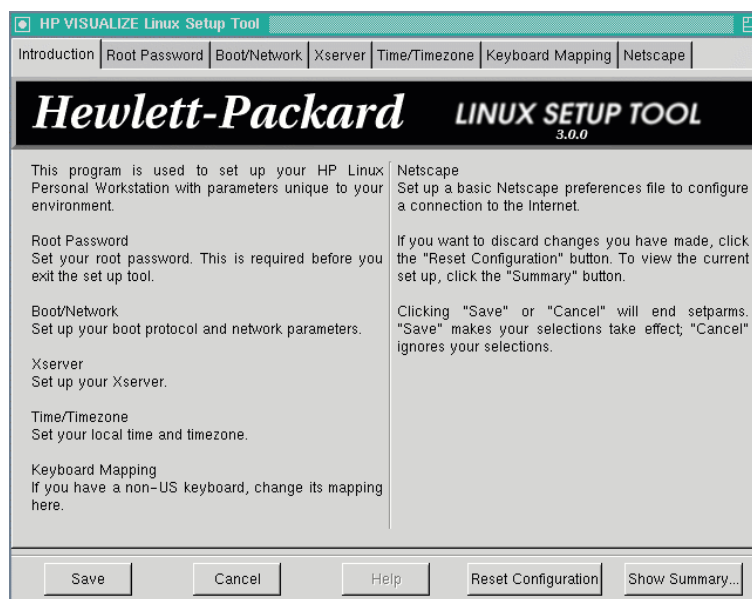 HP VISUALIZE Linux Setup Tool
Introduction Root Password Boot/Network Xserver Time/Timezone Keyboard Mapping Netscape
Hewlett-Packard LINUX SETUP TOOL
3.0.0
This program is used to set up your HP Linux
Personal Workstation with parameters unique to your
environment.
Root Password
Set your root password. This is required before you
exit the set up tool.
Boot/Network
Set up your boot protocol and network parameters.
Xserver
Set up your Xserver.
Time/Timezone
Set your local time and timezone.
Keyboard Mapping
If you have a non-US keyboard, change its mapping
here.
Netscape
Set up a basic Netscape preferences file to configure
a connection to the Internet.
If you want to discard changes you have made, click
the "Reset Configuration" button. To view the current
set up, click the "Summary" button.
Clicking "Save" or "Cancel" will end setparms.
"Save" makes your selections take effect; "Cancel"
ignores your selections.
Save Cancel Help Reset Configuration Show Summary...